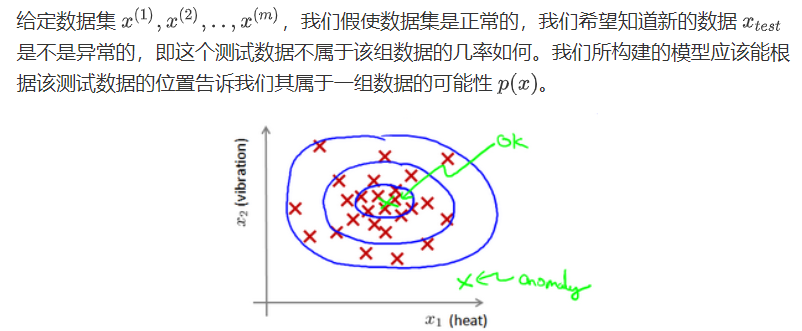 给定数据集 x^(1), x^(2), . . , x^(m)，我们假使数据集是正常的，我们希望知道新的数据 x_test
是不是异常的，即这个测试数据不属于该组数据的几率如何。我们所构建的模型应该能根
据该测试数据的位置告诉我们其属于一组数据的可能性 p(x)。
OK
x₂ (vibration)
anomaly
x₁ (heat)